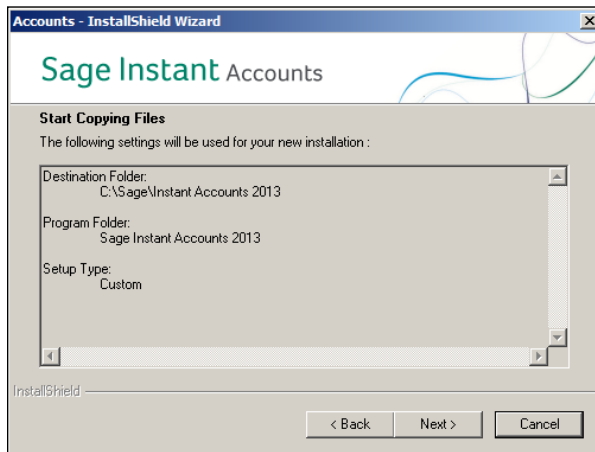 Accounts - InstallShield Wizard
Sage Instant Accounts
Start Copying Files
The following settings will be used for your new installation :
Destination Folder:
C:\Sage\Instant Accounts 2013
Program Folder:
Sage Instant Accounts 2013
Setup Type:
Custom
InstallShield
< Back Next > Cancel